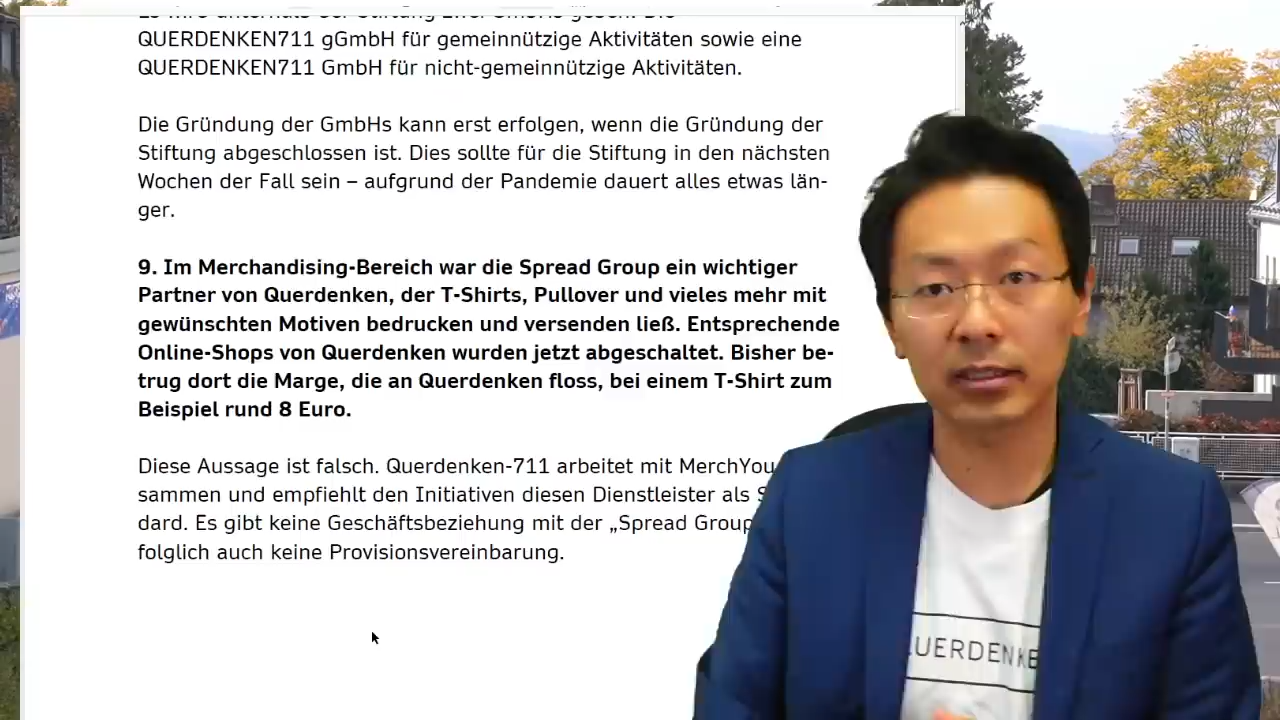 QUERDENKEN711 gGmbH für gemeinnützige Aktivitäten sowie eine
QUERDENKEN711 GmbH für nicht-gemeinnützige Aktivitäten.
Die Gründung der GmbHs kann erst erfolgen, wenn die Gründung der
Stiftung abgeschlossen ist. Dies sollte für die Stiftung in den nächsten
Wochen der Fall sein – aufgrund der Pandemie dauert alles etwas län-
ger.
9. Im Merchandising-Bereich war die Spread Group ein wichtiger
Partner von Querdenken, der T-Shirts, Pullover und vieles mehr mit
gewünschten Motiven bedrucken und versenden ließ. Entsprechende
Online-Shops von Querdenken wurden jetzt abgeschaltet. Bisher be-
trug dort die Marge, die an Querdenken floss, bei einem T-Shirt zum
Beispiel rund 8 Euro.
Diese Aussage ist falsch. Querdenken-711 arbeitet mit MerchYou
sammen und empfiehlt den Initiativen diesen Dienstleister als
dard. Es gibt keine Geschäftsbeziehung mit der „Spread Group
folglich auch keine Provisionsvereinbarung.
UERDENKE